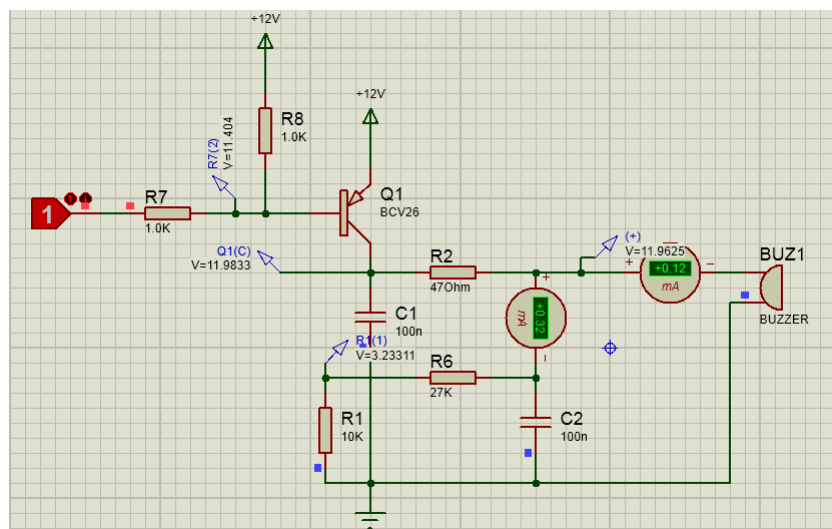 +12V
+12V
R8
1.0K
R7(2)
V=11.404
1
R7
1.0K
Q1
BCV26
Q1(C)
V=11.9833
R2
47Ohm
(+)
V=11.9625
+
-
+0.12
mA
BUZ1
BUZZER
+
+0.32
mA
-
C1
100n
R1(1)
V=3.23311
R6
27K
R1
10K
C2
100n